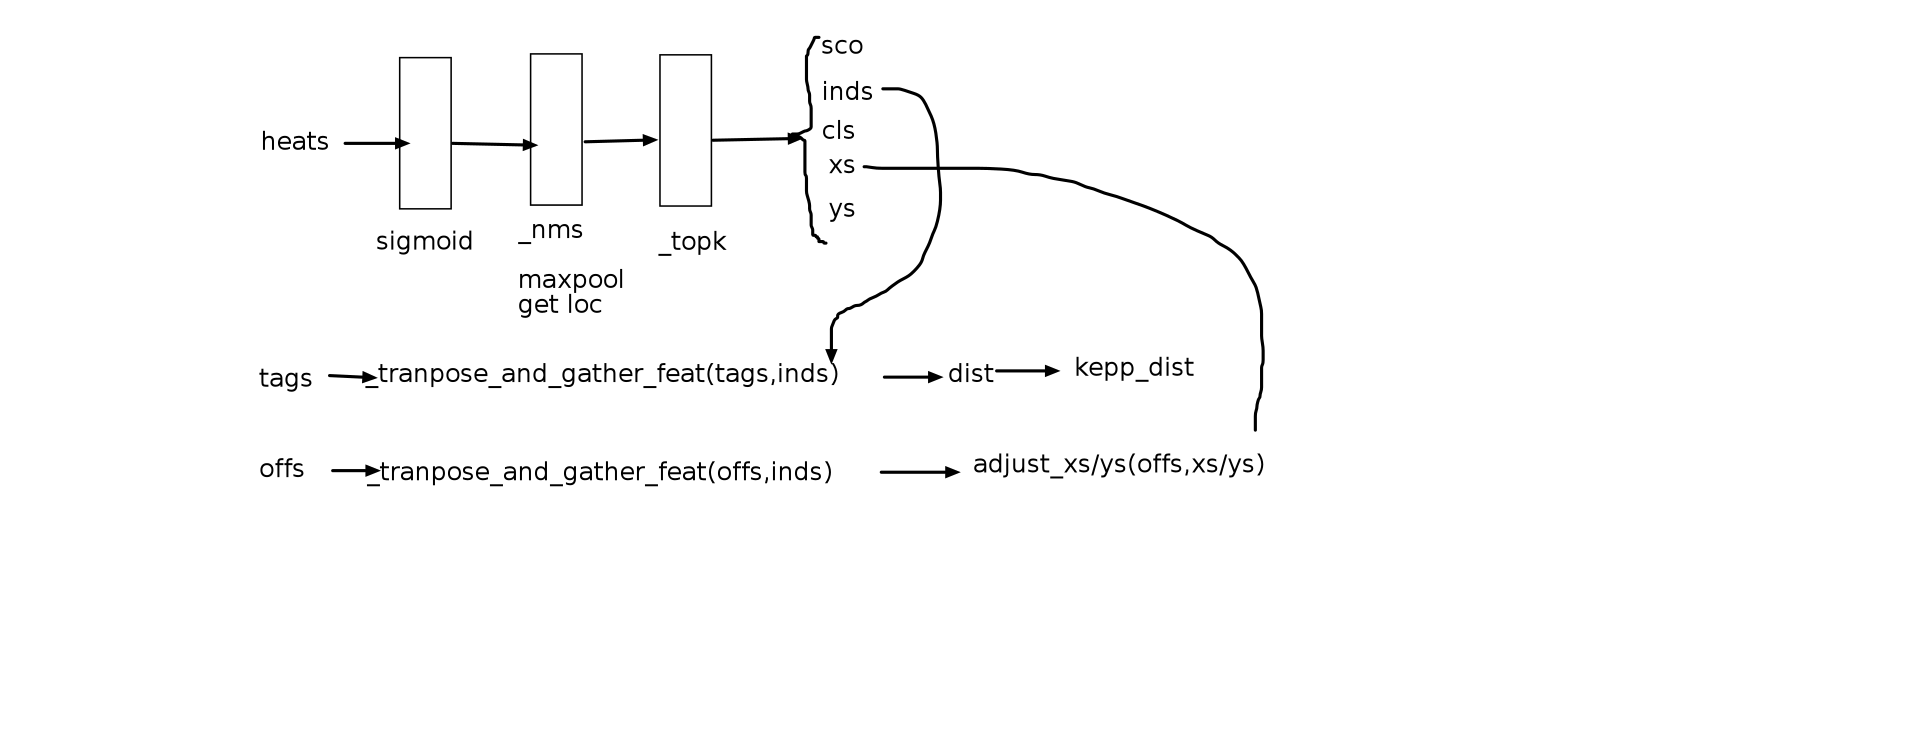 sco
inds
cls
xs
ys
heats
sigmoid
_nms
_topk
maxpool
get loc
tags
_tranpose_and_gather_feat(tags,inds)
dist
kepp_dist
offs
_tranpose_and_gather_feat(offs,inds)
adjust_xs/ys(offs,xs/ys)